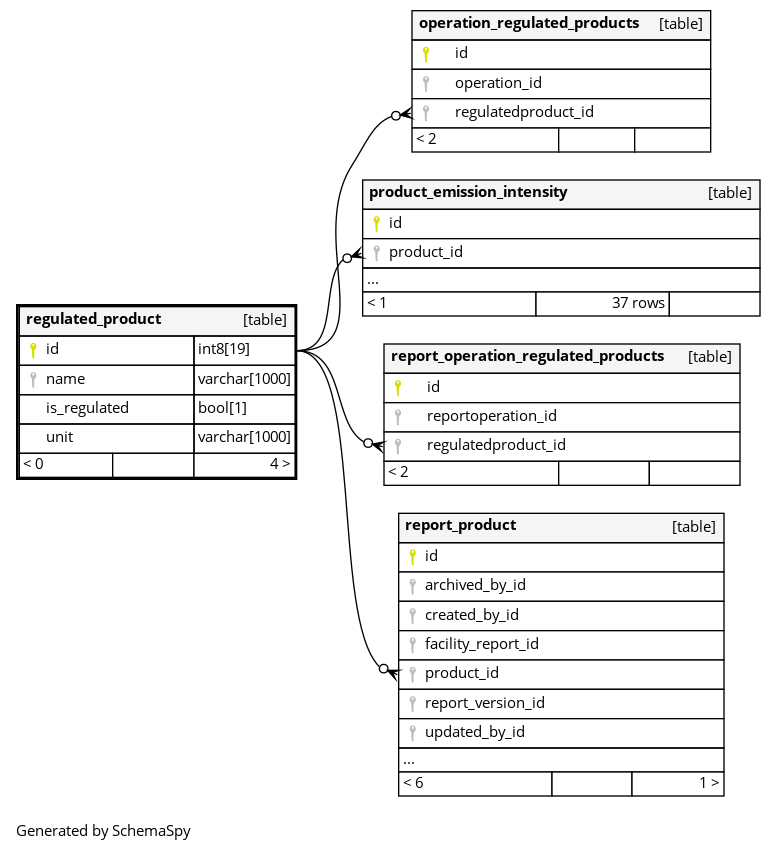 operation_regulated_products [table]
id
operation_id
regulatedproduct_id
< 2
product_emission_intensity [table]
id
product_id
...
< 1 37 rows
regulated_product [table]
id int8[19]
name varchar[1000]
is_regulated bool[1]
unit varchar[1000]
< 0 4 >
report_operation_regulated_products [table]
id
reportoperation_id
regulatedproduct_id
< 2
report_product [table]
id
archived_by_id
created_by_id
facility_report_id
product_id
report_version_id
updated_by_id
...
< 6 1 >
Generated by SchemaSpy